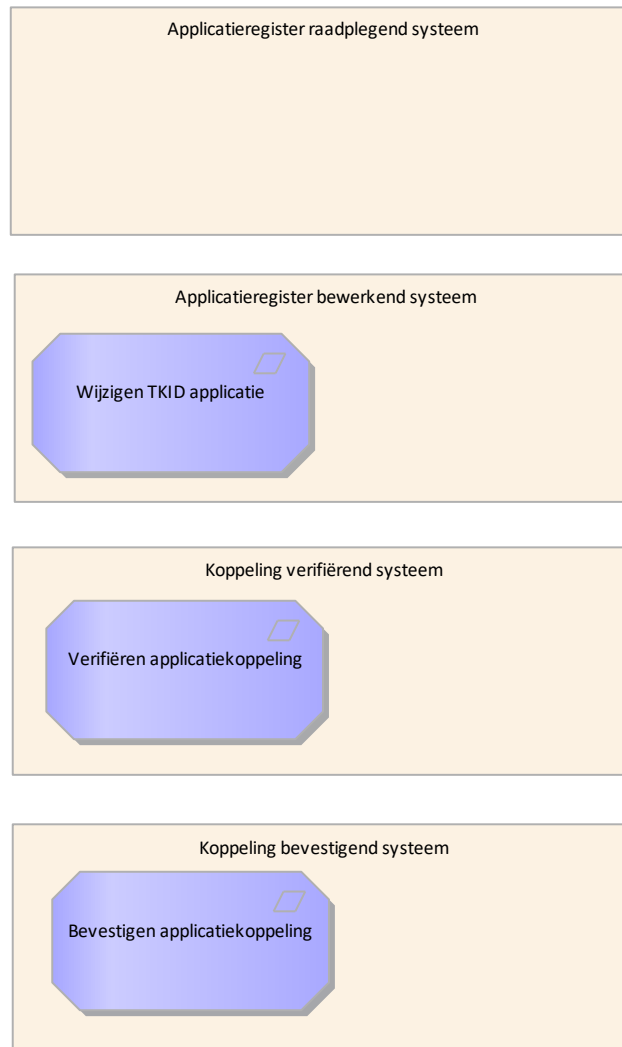 Applicatieregister raadplegend systeem
Applicatieregister bewerkend systeem
Wijzigen TKID applicatie
Koppeling verifiërend systeem
Verifiëren applicatiekoppeling
Koppeling bevestigend systeem
Bevestigen applicatiekoppeling